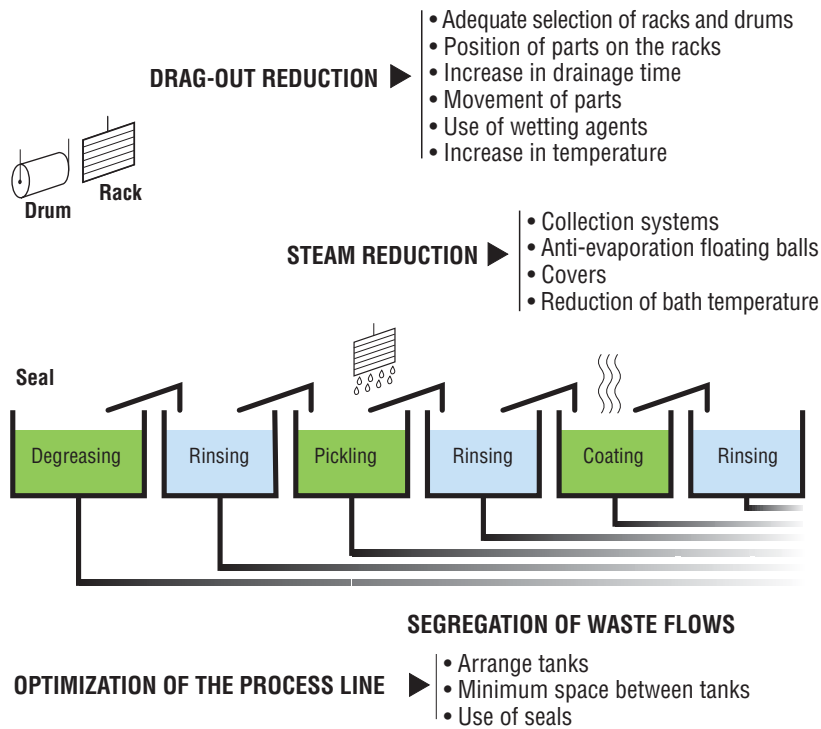 • Adequate selection of racks and drums
• Position of parts on the racks
DRAG-OUT REDUCTION
• Increase in drainage time
• Movement of parts
• Use of wetting agents
• Increase in temperature
Rack
Drum
• Collection systems
STEAM REDUCTION
• Anti-evaporation floating balls
• Covers
• Reduction of bath temperature
Seal
Degreasing
Rinsing
Pickling
Rinsing
Coating
Rinsing
SEGREGATION OF WASTE FLOWS
OPTIMIZATION OF THE PROCESS LINE
• Arrange tanks
• Minimum space between tanks
• Use of seals